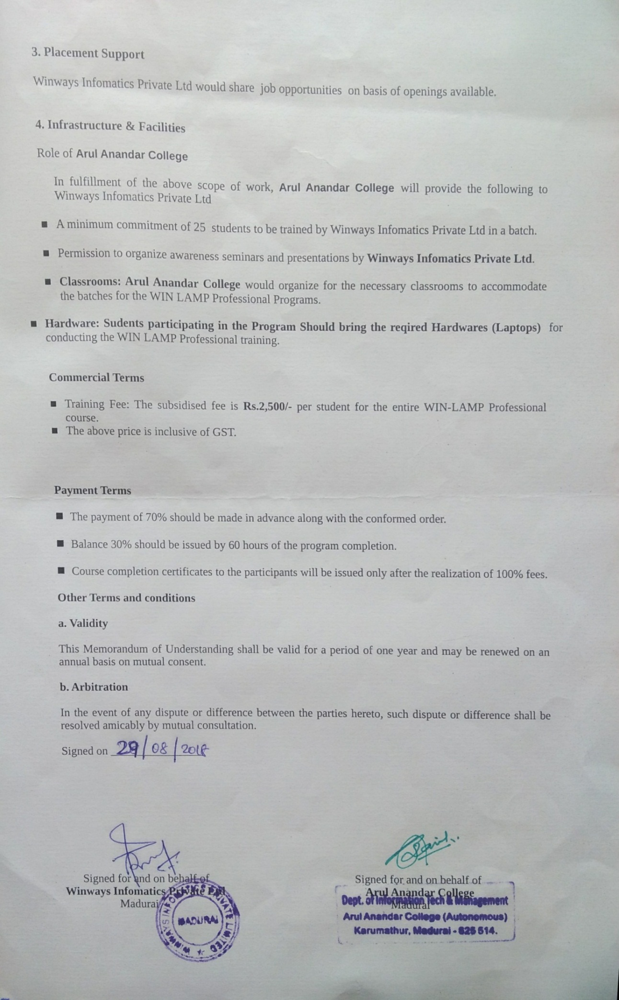 3. Placement Support
Winways Infomatics Private Ltd would share job opportunities on basis of openings available.
4. Infrastructure & Facilities
Role of Arul Anandar College
In fulfillment of the above scope of work, Arul Anandar College will provide the following to
Winways Infomatics Private Ltd
■ A minimum commitment of 25 students to be trained by Winways Infomatics Private Ltd in a batch.
■ Permission to organize awareness seminars and presentations by Winways Infomatics Private Ltd.
■ Classrooms: Arul Anandar College would organize for the necessary classrooms to accommodate
the batches for the WIN LAMP Professional Programs.
■ Hardware: Sudents participating in the Program Should bring the reqired Hardwares (Laptops) for
conducting the WIN LAMP Professional training.
Commercial Terms
■ Training Fee: The subsidised fee is Rs.2,500/- per student for the entire WIN-LAMP Professional
course.
■ The above price is inclusive of GST.
Payment Terms
■ The payment of 70% should be made in advance along with the conformed order.
■ Balance 30% should be issued by 60 hours of the program completion.
■ Course completion certificates to the participants will be issued only after the realization of 100% fees.
Other Terms and conditions
a. Validity
This Memorandum of Understanding shall be valid for a period of one year and may be renewed on an
annual basis on mutual consent.
b. Arbitration
In the event of any dispute or difference between the parties hereto, such dispute or difference shall be
resolved amicably by mutual consultation.
Signed on 29/08/2018
Signed for and on behalf of
Winways Infomatics Private Ltd
Madurai
WINWAYS INFOMATICS PRIVATE LIMITED
MADURAI
Signed for and on behalf of
Arul Anandar College
Madurai
Dept. of Information Tech & Management
Arul Anandar College (Autonomous)
Karumathur, Madurai - 625 514.